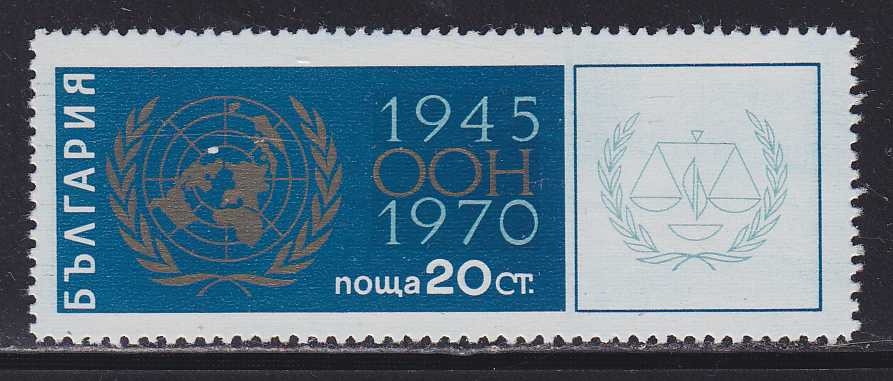 БЪЛГАРИЯ
1945
ООН
1970
поща 20 СТ.